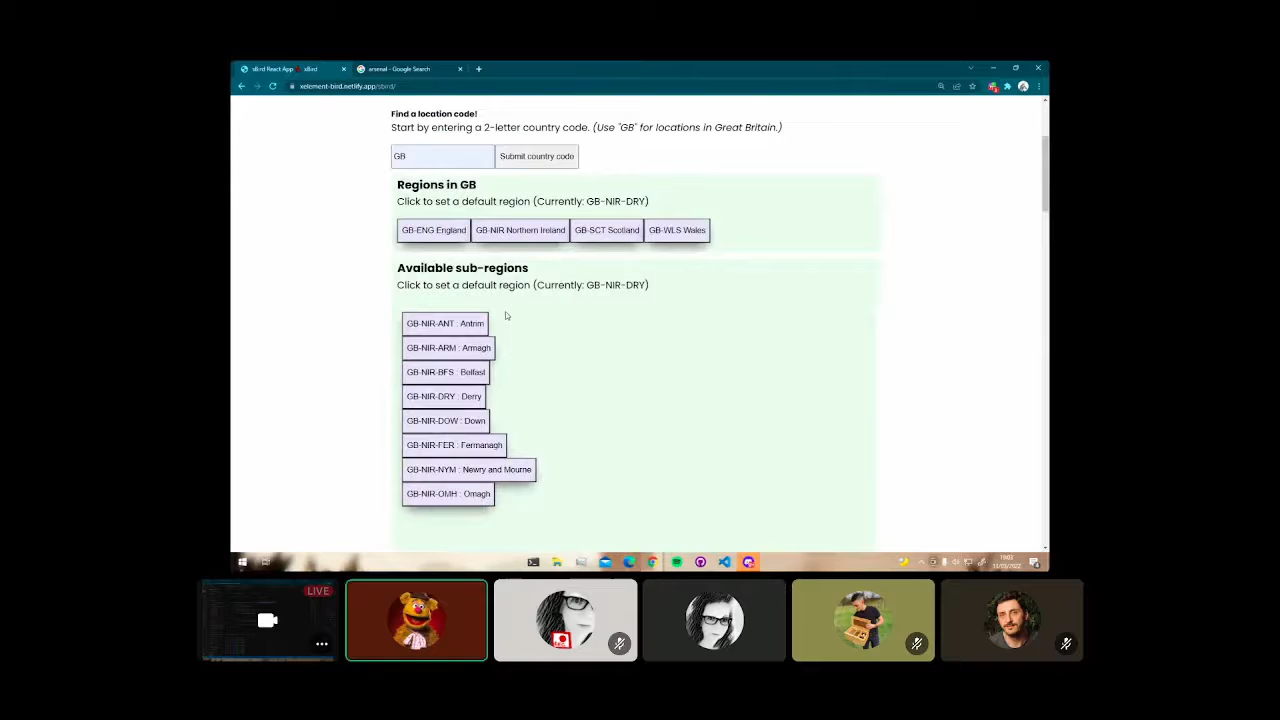 sBird React App 🐦 sBird
arsenal - Google Search
xelement-bird.netlify.app/sbird/
Find a location code!
Start by entering a 2-letter country code. (Use "GB" for locations in Great Britain.)
GB
Submit country code
Regions in GB
Click to set a default region (Currently: GB-NIR-DRY)
GB-ENG England
GB-NIR Northern Ireland
GB-SCT Scotland
GB-WLS Wales
Available sub-regions
Click to set a default region (Currently: GB-NIR-DRY)
GB-NIR-ANT : Antrim
GB-NIR-ARM : Armagh
GB-NIR-BFS : Belfast
GB-NIR-DRY : Derry
GB-NIR-DOW : Down
GB-NIR-FER : Fermanagh
GB-NIR-NYM : Newry and Mourne
GB-NIR-OMH : Omagh
19:03
LIVE